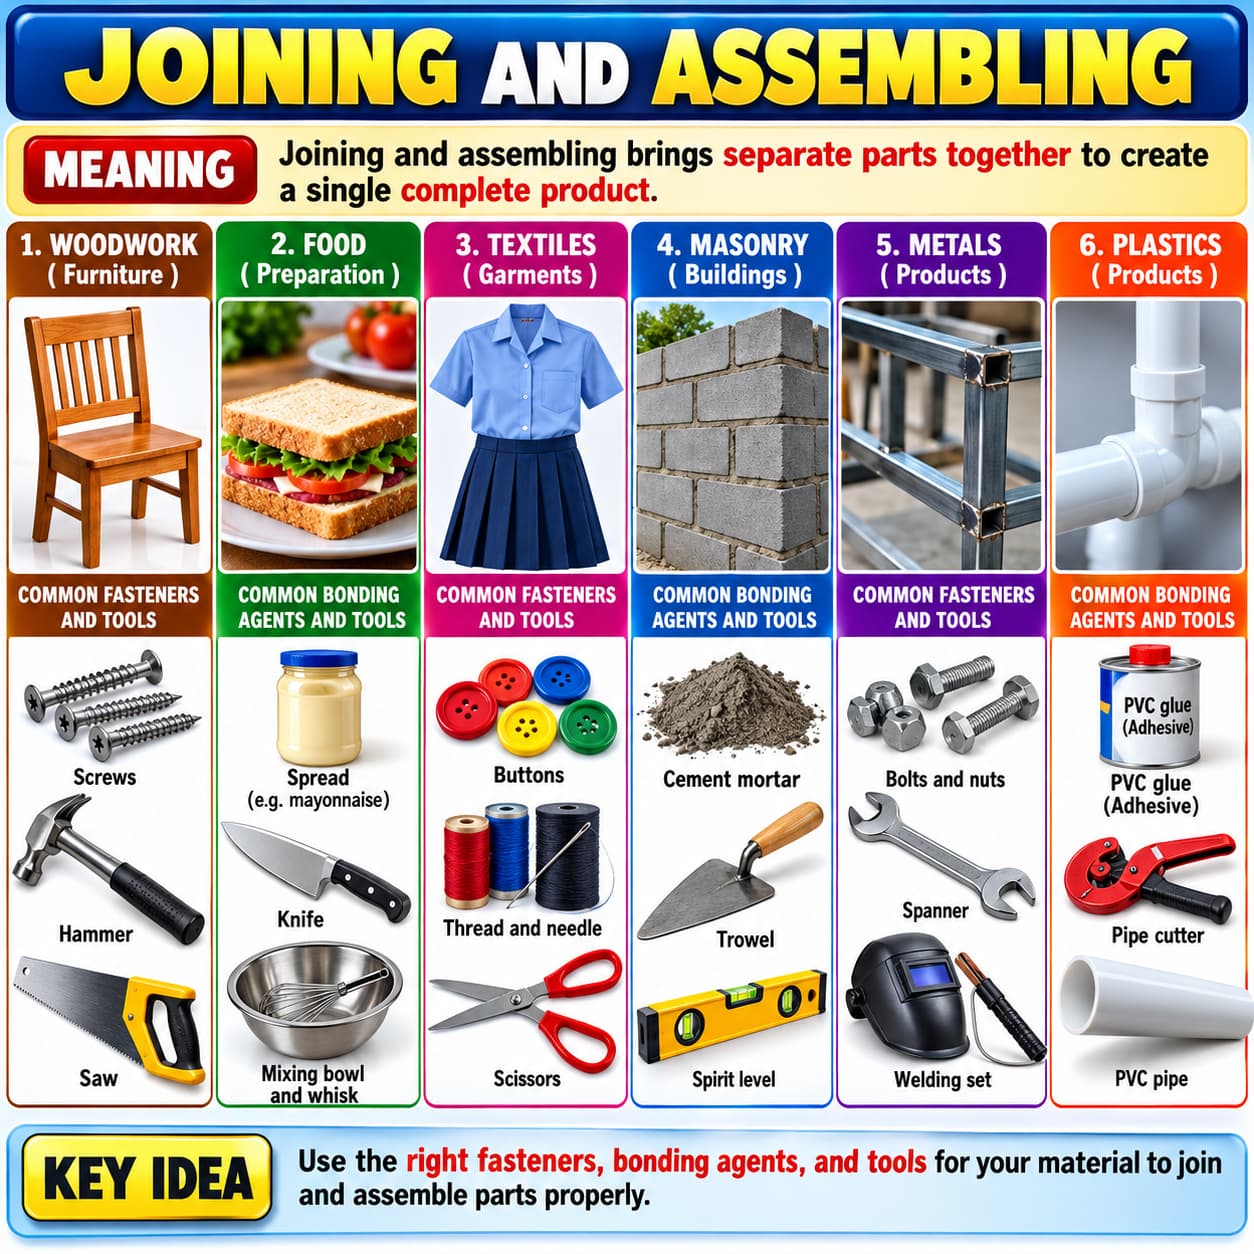 JOINING AND ASSEMBLING
MEANING
Joining and assembling brings separate parts together to create
a single complete product.
1. WOODWORK
( Furniture )
2. FOOD
( Preparation )
3. TEXTILES
( Garments )
4. MASONRY
( Buildings )
5. METALS
( Products )
6. PLASTICS
( Products )
COMMON FASTENERS
AND TOOLS
COMMON BONDING
AGENTS AND TOOLS
COMMON FASTENERS
AND TOOLS
COMMON BONDING
AGENTS AND TOOLS
COMMON FASTENERS
AND TOOLS
COMMON BONDING
AGENTS AND TOOLS
Screws
Hammer
Saw
Spread
(e.g. mayonnaise)
Knife
Mixing bowl
and whisk
Buttons
Thread and needle
Scissors
Cement mortar
Trowel
Spirit level
Bolts and nuts
Spanner
Welding set
PVC glue
(Adhesive)
PVC glue
(Adhesive)
Pipe cutter
PVC pipe
KEY IDEA
Use the right fasteners, bonding agents, and tools for your material to join
and assemble parts properly.